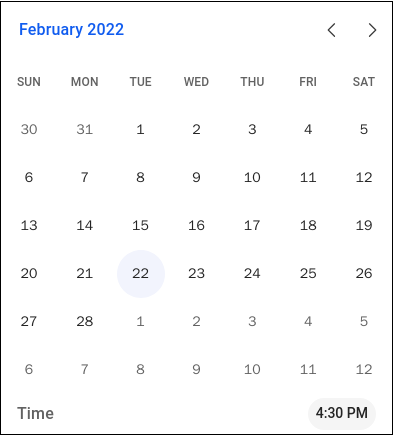 February 2022
SUN MON TUE WED THU FRI SAT
30 31 1 2 3 4 5
6 7 8 9 10 11 12
13 14 15 16 17 18 19
20 21 22 23 24 25 26
27 28 1 2 3 4 5
6 7 8 9 10 11 12
Time 4:30 PM